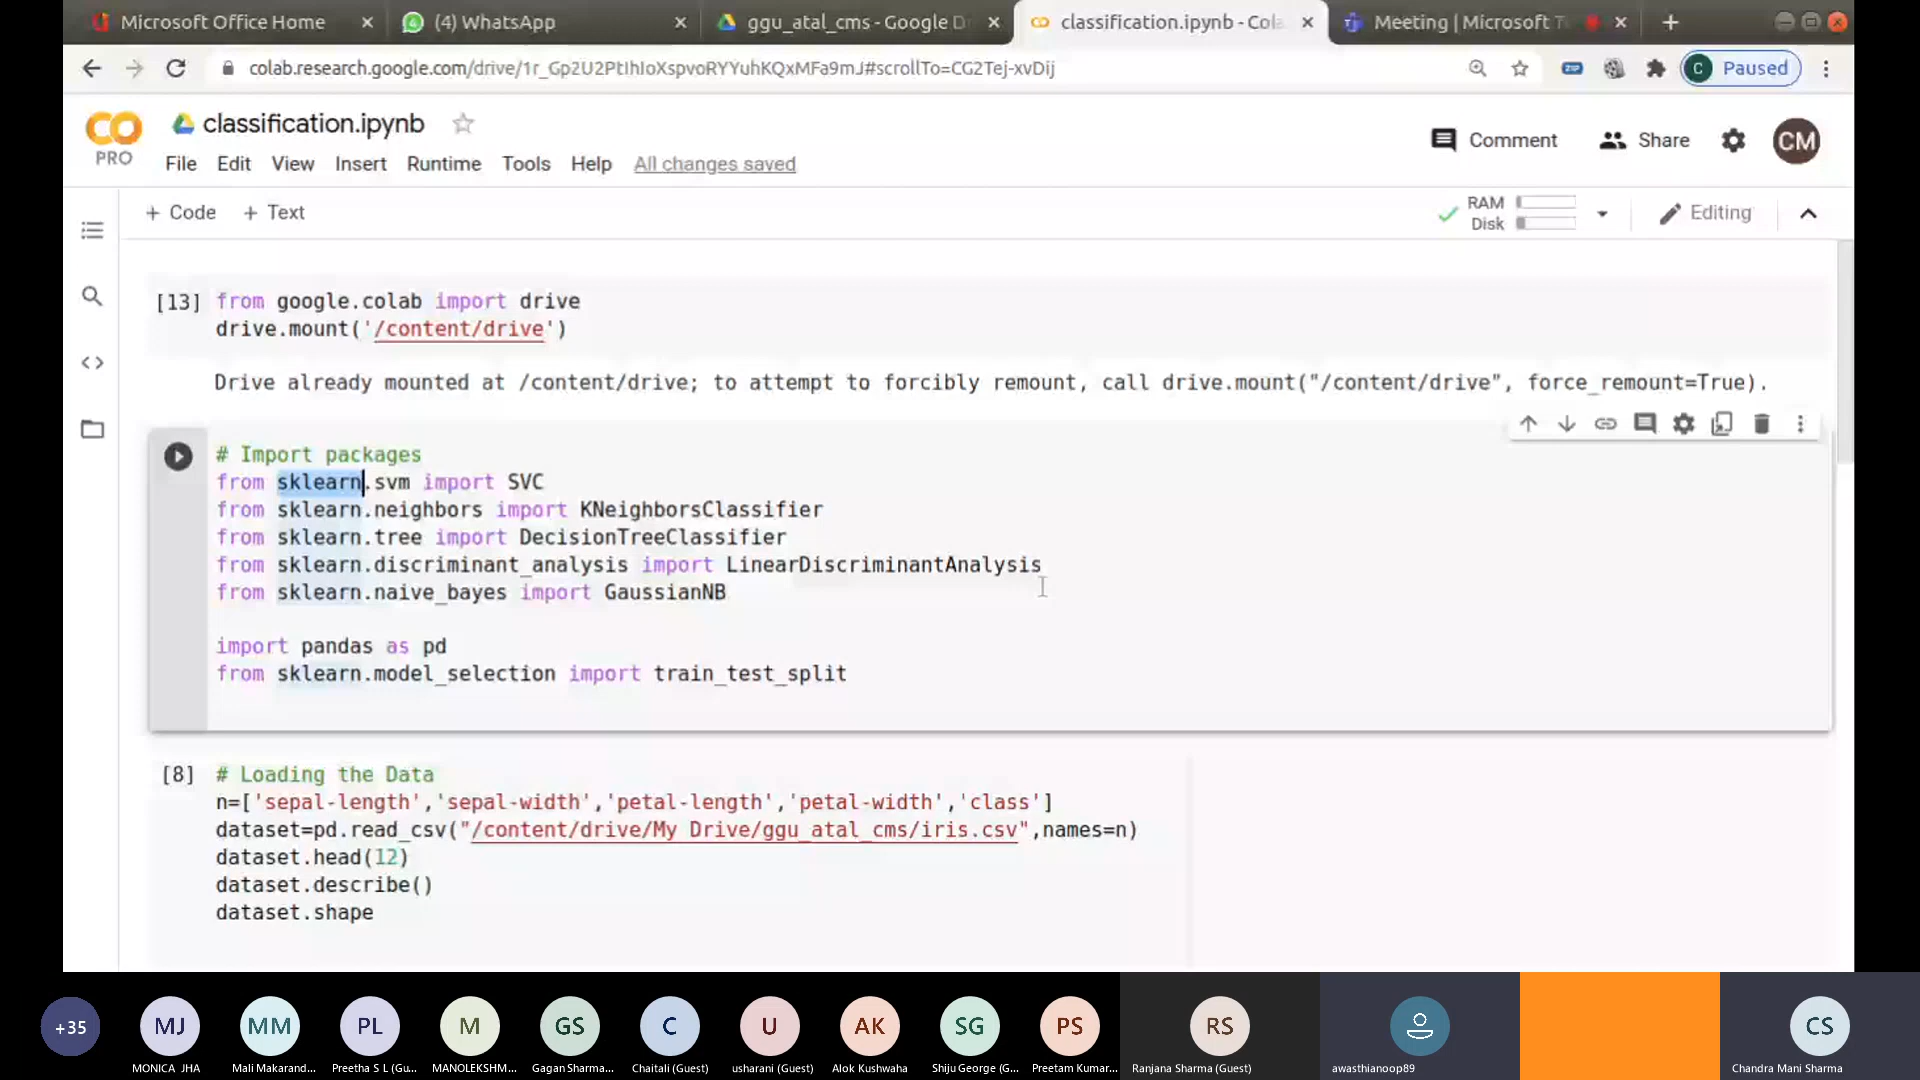 Microsoft Office Home
(4) WhatsApp
ggu_atal_cms - Google D
classification.ipynb - Cola
Meeting | Microsoft T
colab.research.google.com/drive/1r_Gp2U2PtIhIoXspvoRYYuhKQxMFa9mJ#scrollTo=CG2Tej-xvDij
C Paused
CO PRO
classification.ipynb
Comment
Share
CM
File Edit View Insert Runtime Tools Help All changes saved
+ Code + Text
RAM
Disk
Editing
[13] from google.colab import drive
drive.mount('/content/drive')
Drive already mounted at /content/drive; to attempt to forcibly remount, call drive.mount("/content/drive", force_remount=True).
# Import packages
from sklearn.svm import SVC
from sklearn.neighbors import KNeighborsClassifier
from sklearn.tree import DecisionTreeClassifier
from sklearn.discriminant_analysis import LinearDiscriminantAnalysis
from sklearn.naive_bayes import GaussianNB
import pandas as pd
from sklearn.model_selection import train_test_split
[8] # Loading the Data
n=['sepal-length','sepal-width','petal-length','petal-width','class']
dataset=pd.read_csv("/content/drive/My Drive/ggu_atal_cms/iris.csv",names=n)
dataset.head(12)
dataset.describe()
dataset.shape
+35 MJ MM PL M GS C U AK SG PS RS CS
MONICA JHA Mali Makarand... Preetha S L (Gu... MANOLEKSHM... Gagan Sharma... Chaitali (Guest) usharani (Guest) Alok Kushwaha Shiju George (G... Preetam Kumar... Ranjana Sharma (Guest) awasthianoop89 Chandra Mani Sharma